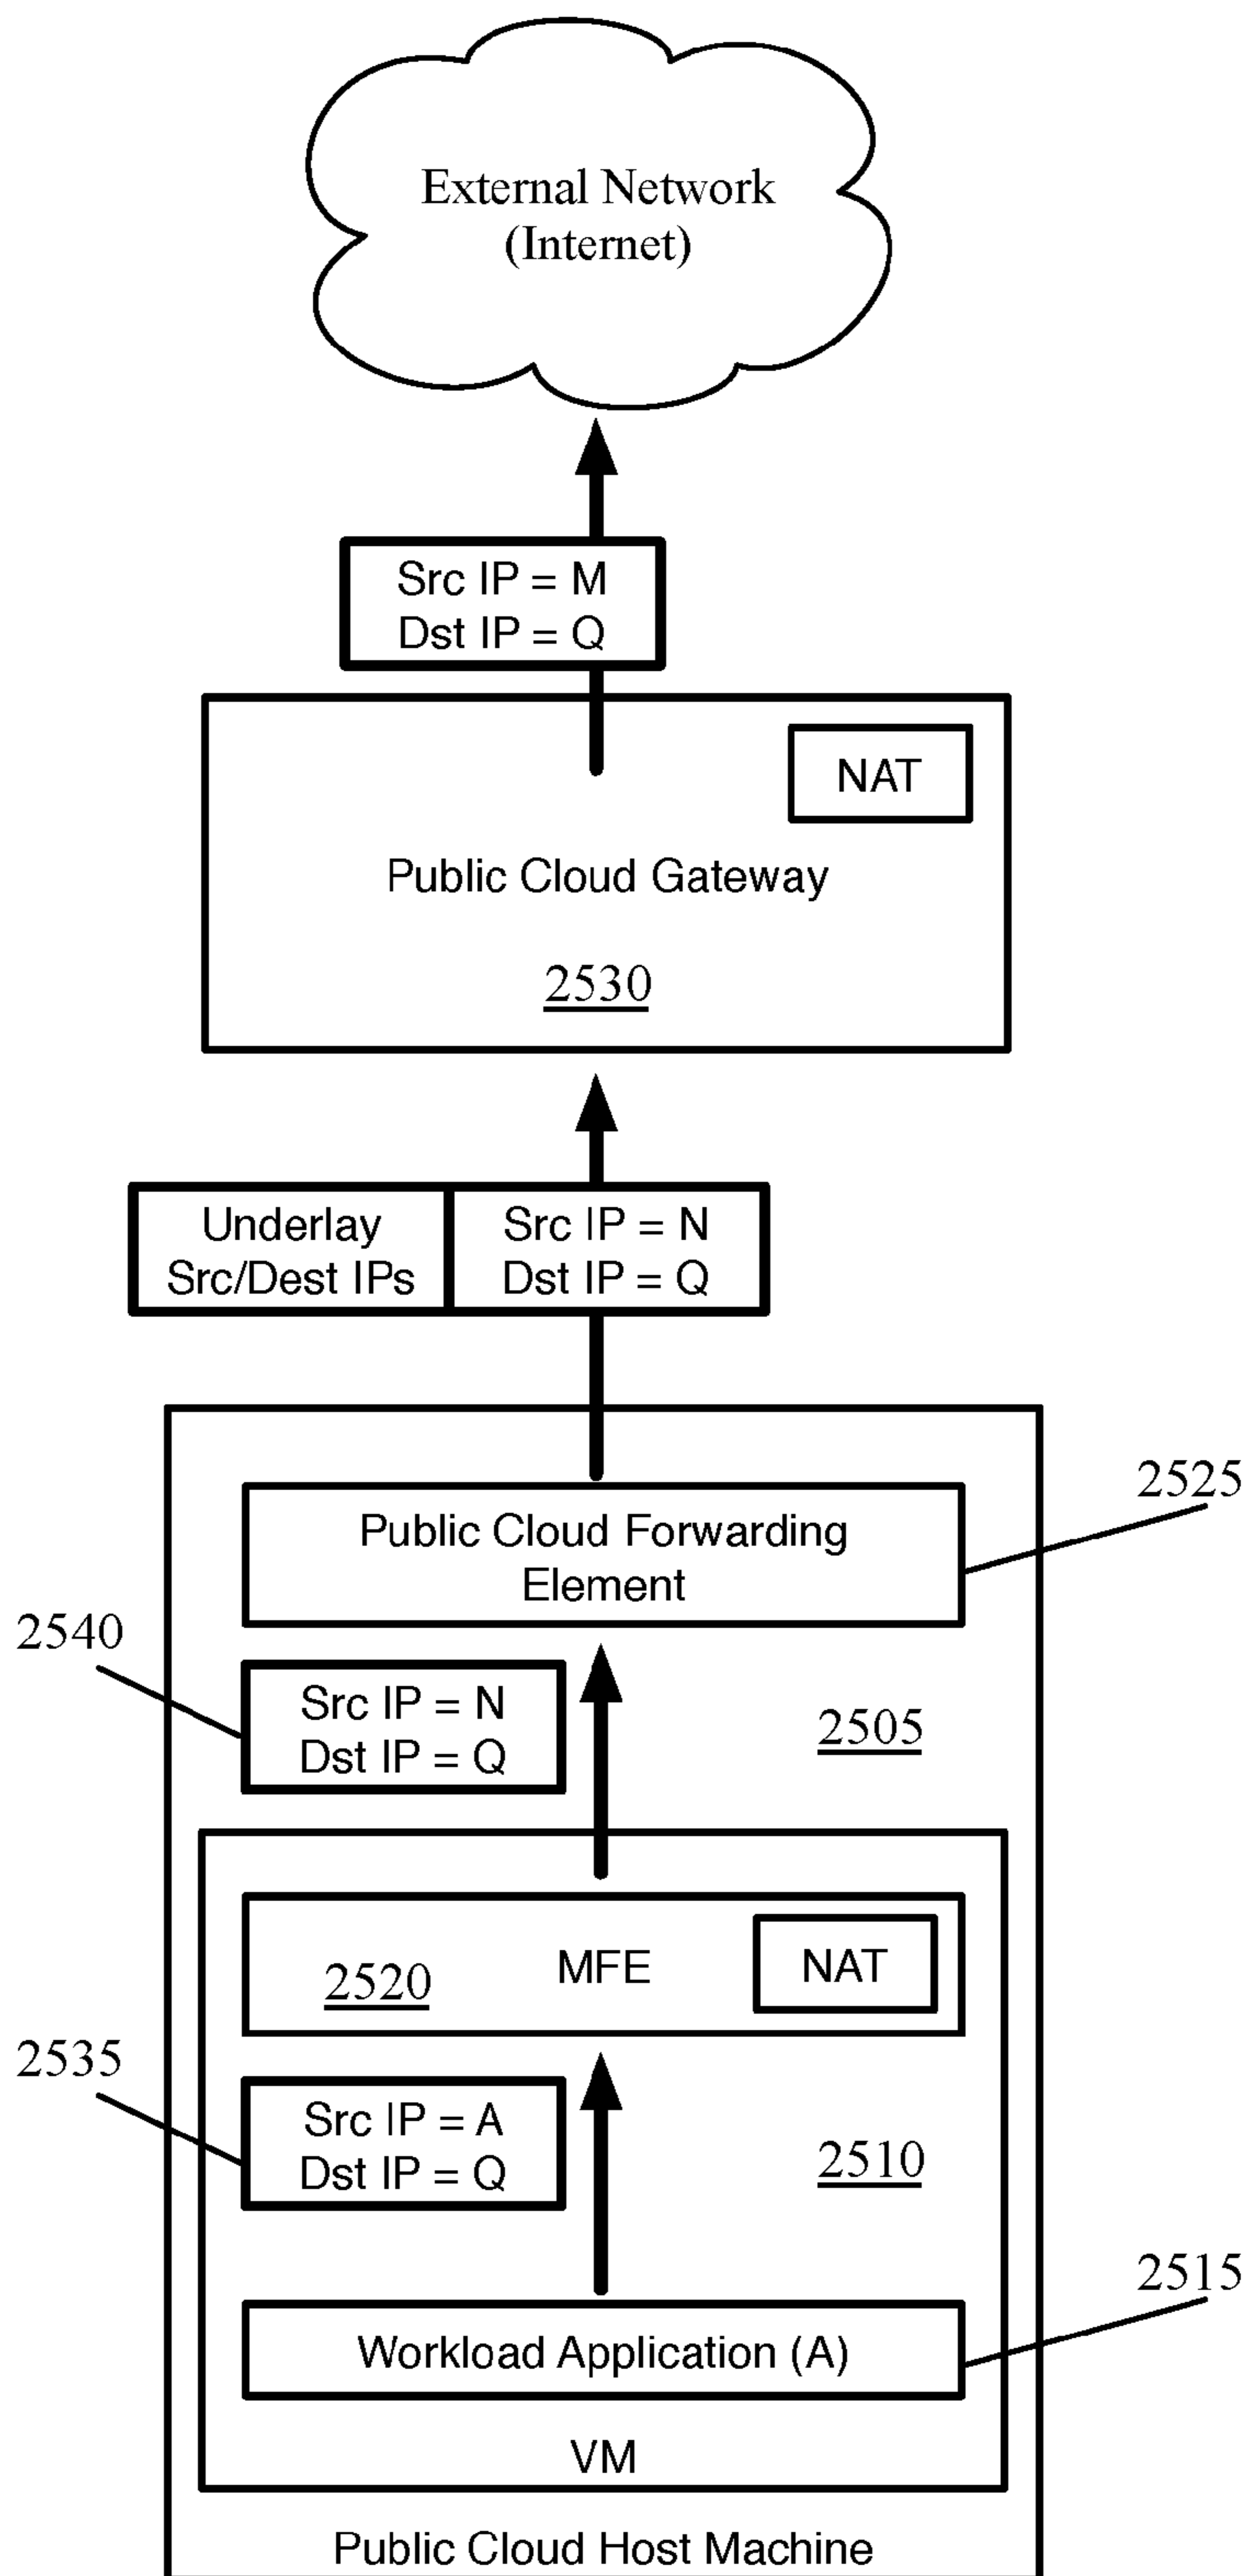 External Network
(Internet)
Src IP = M
Dst IP = Q
NAT
Public Cloud Gateway
2530
Underlay
Src/Dest IPs
Src IP = N
Dst IP = Q
2525
Public Cloud Forwarding
Element
2540
Src IP = N
Dst IP = Q
2505
2520
MFE
NAT
2535
Src IP = A
Dst IP = Q
2510
2515
Workload Application (A)
VM
Public Cloud Host Machine